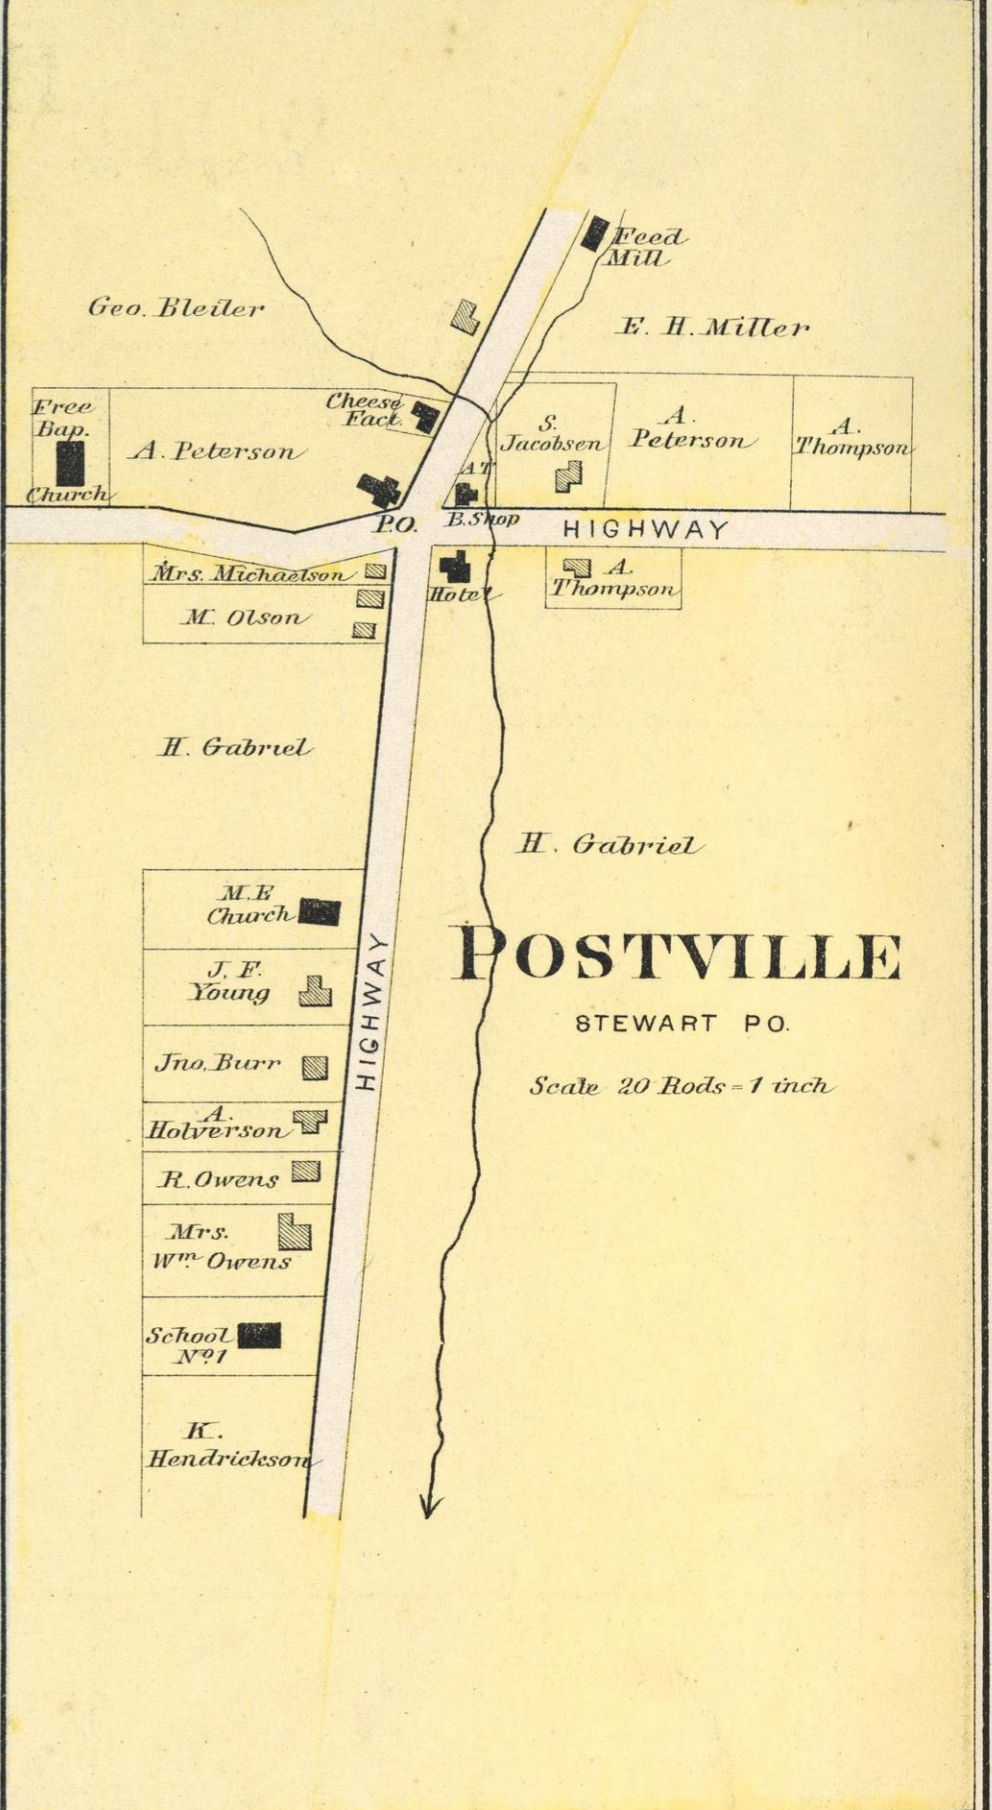 Feed
Mill
Geo. Bleiler
E. H. Miller
Free
Bap.
Church
A. Peterson
Cheese
Fact.
S.
Jacobsen
A.
Peterson
A.
Thompson
A T
B. Shop
P.O.
HIGHWAY
Mrs. Michaelson
Hotel
A.
Thompson
M. Olson
H. Gabriel
H. Gabriel
M. E
Church
POSTVILLE
J. F.
Young
STEWART PO.
HIGHWAY
Jno. Burr
Scale 20 Rods = 1 inch
A.
Holverson
R. Owens
Mrs.
Wm. Owens
School
No. 1
K.
Hendrickson